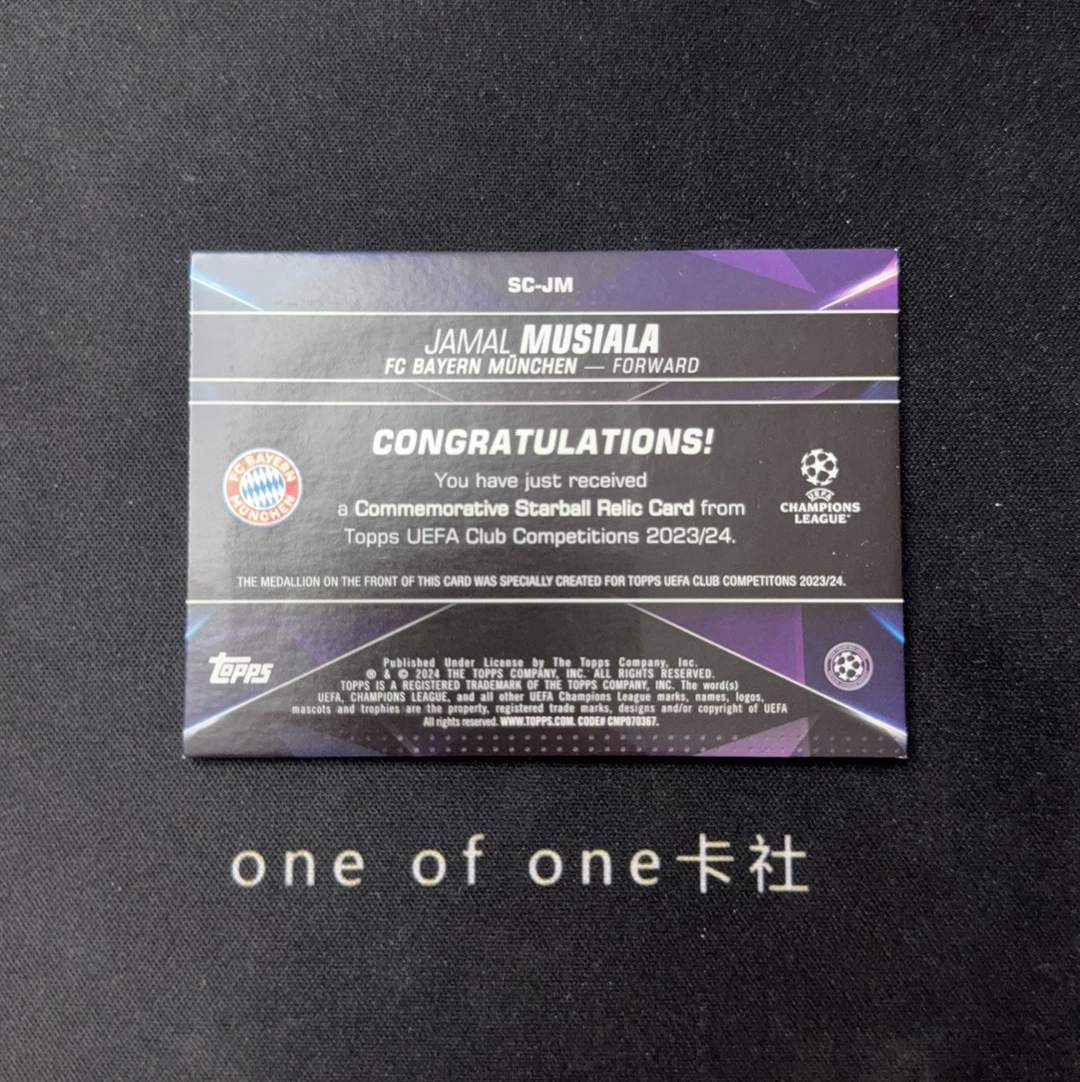 SC-JM
JAMAL MUSIALA
FC BAYERN MÜNCHEN — FORWARD
CONGRATULATIONS!
You have just received
a Commemorative Starball Relic Card from
Topps UEFA Club Competitions 2023/24.
FC BAYERN
MÜNCHEN
UEFA
CHAMPIONS
LEAGUE®
THE MEDALLION ON THE FRONT OF THIS CARD WAS SPECIALLY CREATED FOR TOPPS UEFA CLUB COMPETITONS 2023/24.
topps
Published Under License by The Topps Company, Inc.
® & © 2024 THE TOPPS COMPANY, INC. ALL RIGHTS RESERVED.
TOPPS IS A REGISTERED TRADEMARK OF THE TOPPS COMPANY, INC. The word(s)
UEFA, CHAMPIONS LEAGUE, and all other UEFA Champions League marks, names, logos,
mascots and trophies are the property, registered trade marks, designs and/or copyright of UEFA
All rights reserved. WWW.TOPPS.COM. CODE# CMP070367.
one of one卡社